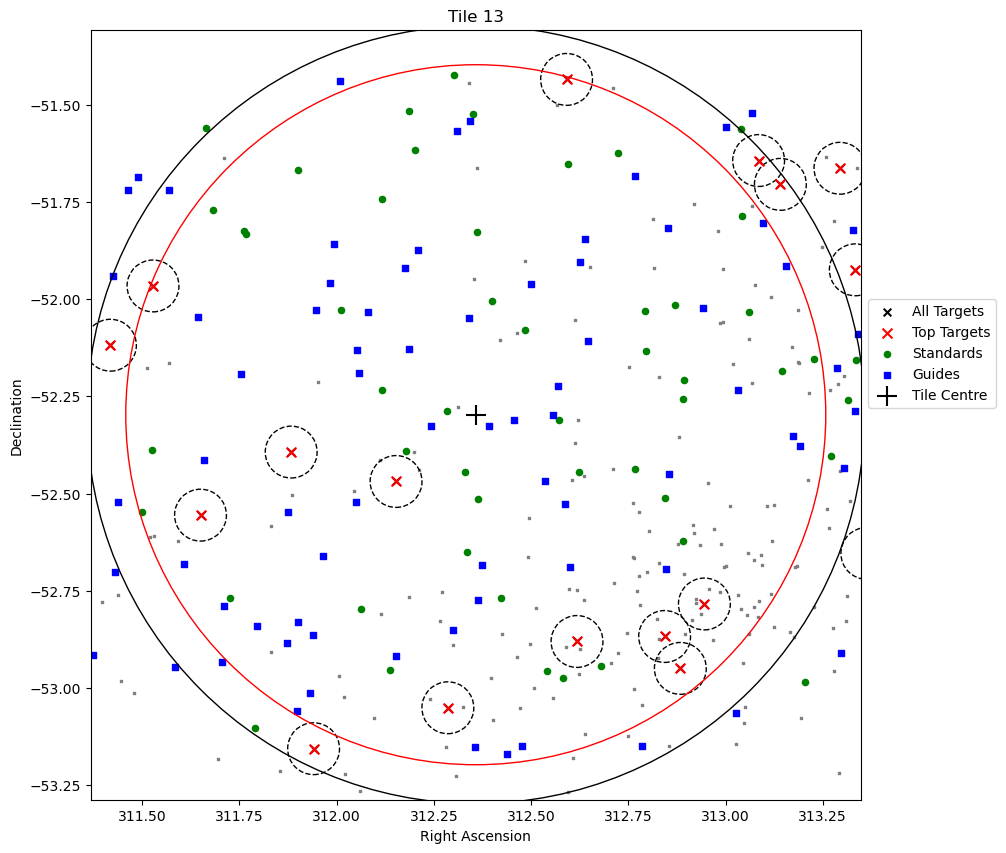 Tile 13
−51.50
−51.75
−52.00
−52.25
−52.50
−52.75
−53.00
−53.25
Declination
311.50 311.75 312.00 312.25 312.50 312.75 313.00 313.25
Right Ascension
All Targets
Top Targets
Standards
Guides
Tile Centre